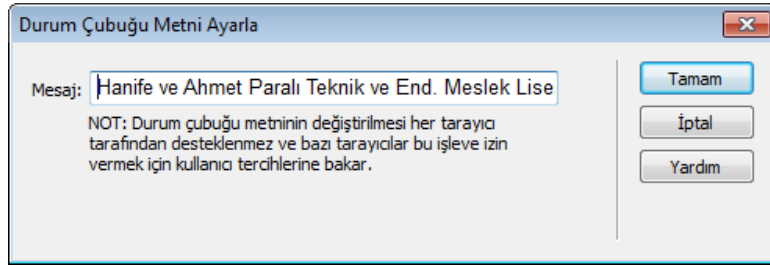 Durum Çubuğu Metni Ayarla
Mesaj: Hanife ve Ahmet Paralı Teknik ve End. Meslek Lise
NOT: Durum çubuğu metninin değiştirilmesi her tarayıcı
tarafından desteklenmez ve bazı tarayıcılar bu işleve izin
vermek için kullanıcı tercihlerine bakar.
Tamam
İptal
Yardım